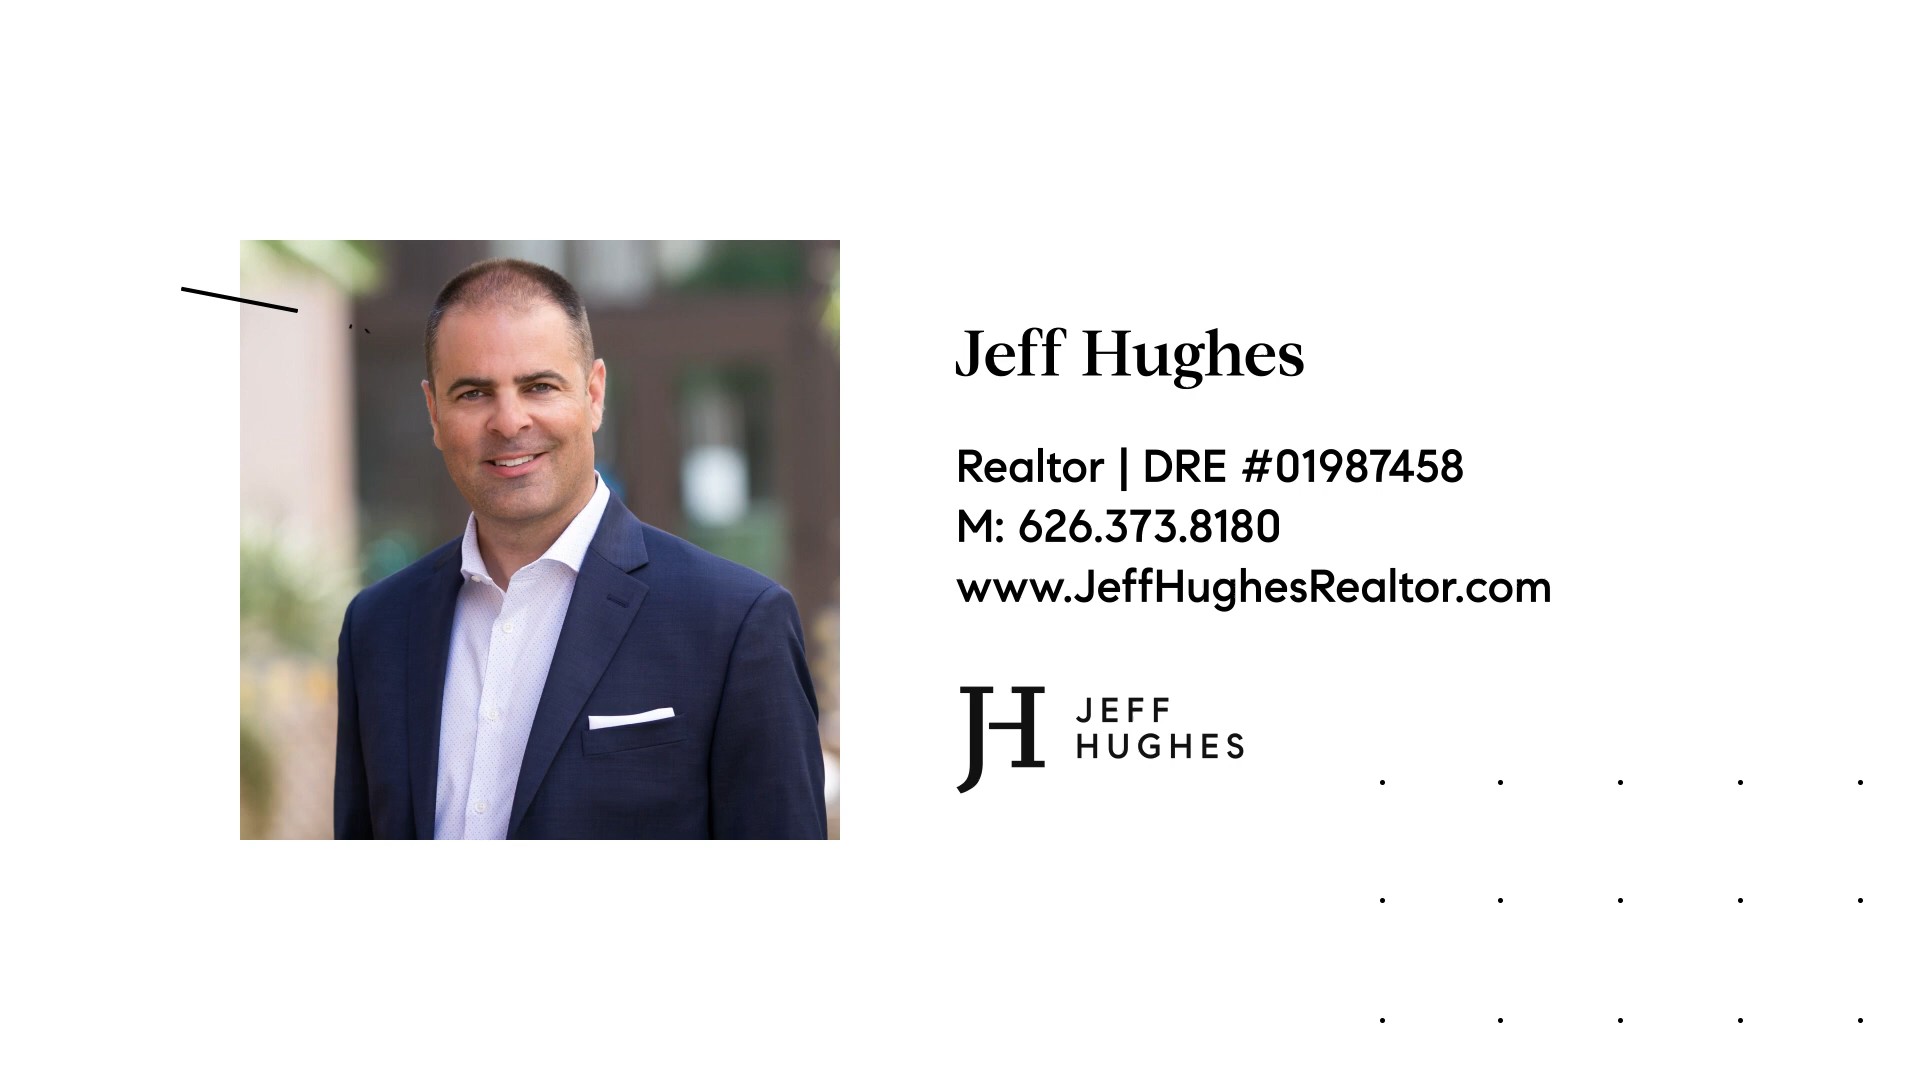 Jeff Hughes
Realtor | DRE #01987458
M: 626.373.8180
www.JeffHughesRealtor.com
JH
JEFF
HUGHES